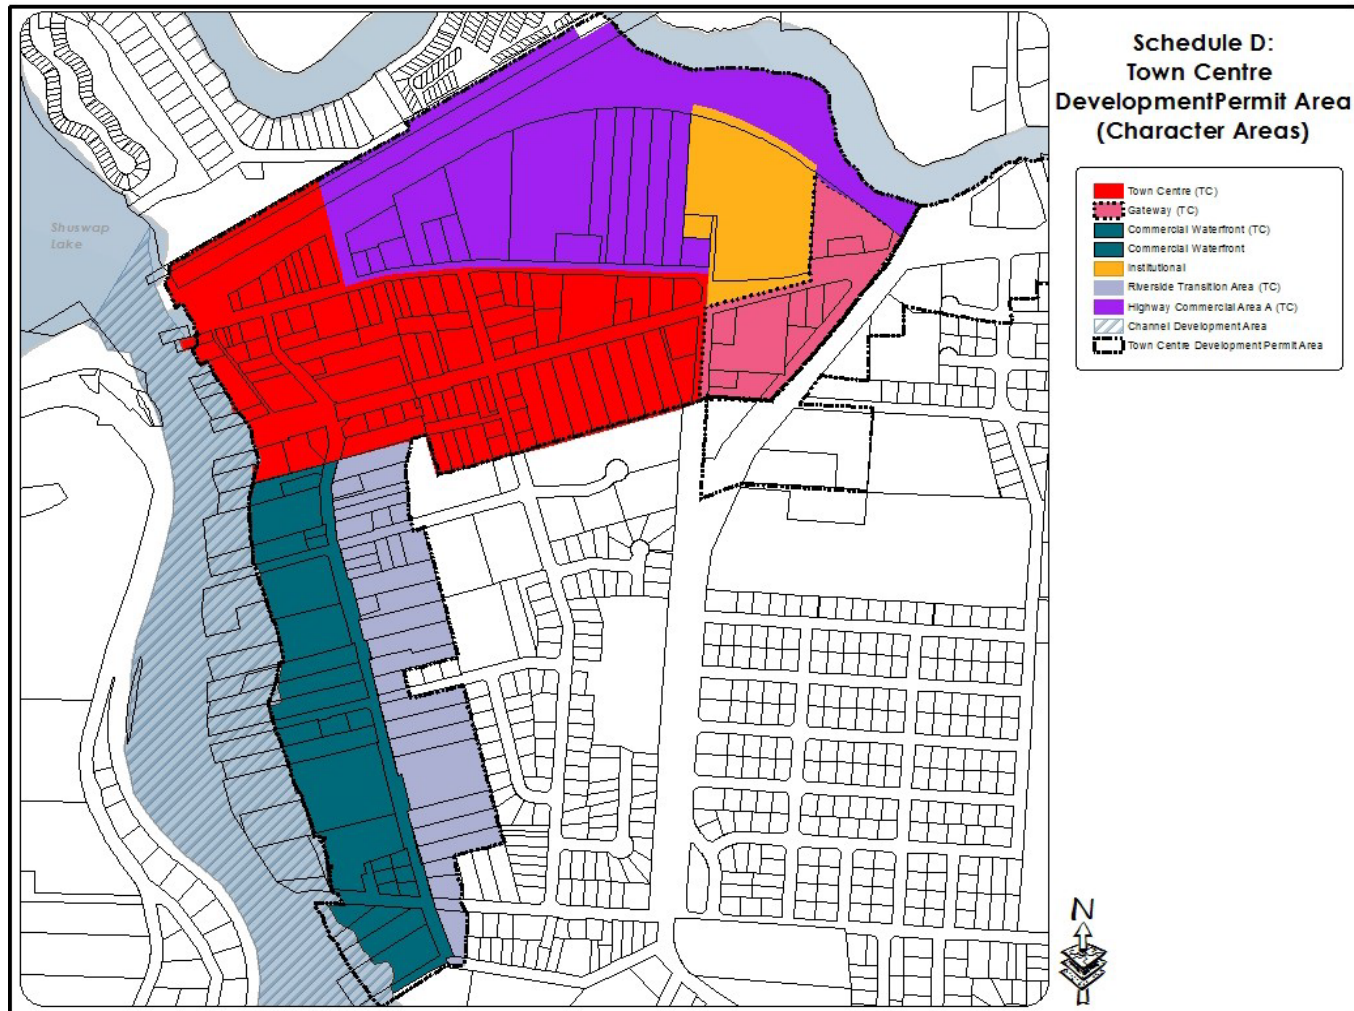 Schedule D:
Town Centre
DevelopmentPermit Area
(Character Areas)
Shuswap
Lake
Town Centre (TC)
Gateway (TC)
Commercial Waterfront (TC)
Commercial Waterfront
Institutional
Riverside Transition Area (TC)
Highway Commercial Area A (TC)
Channel Development Area
Town Centre Development Permit Area
N